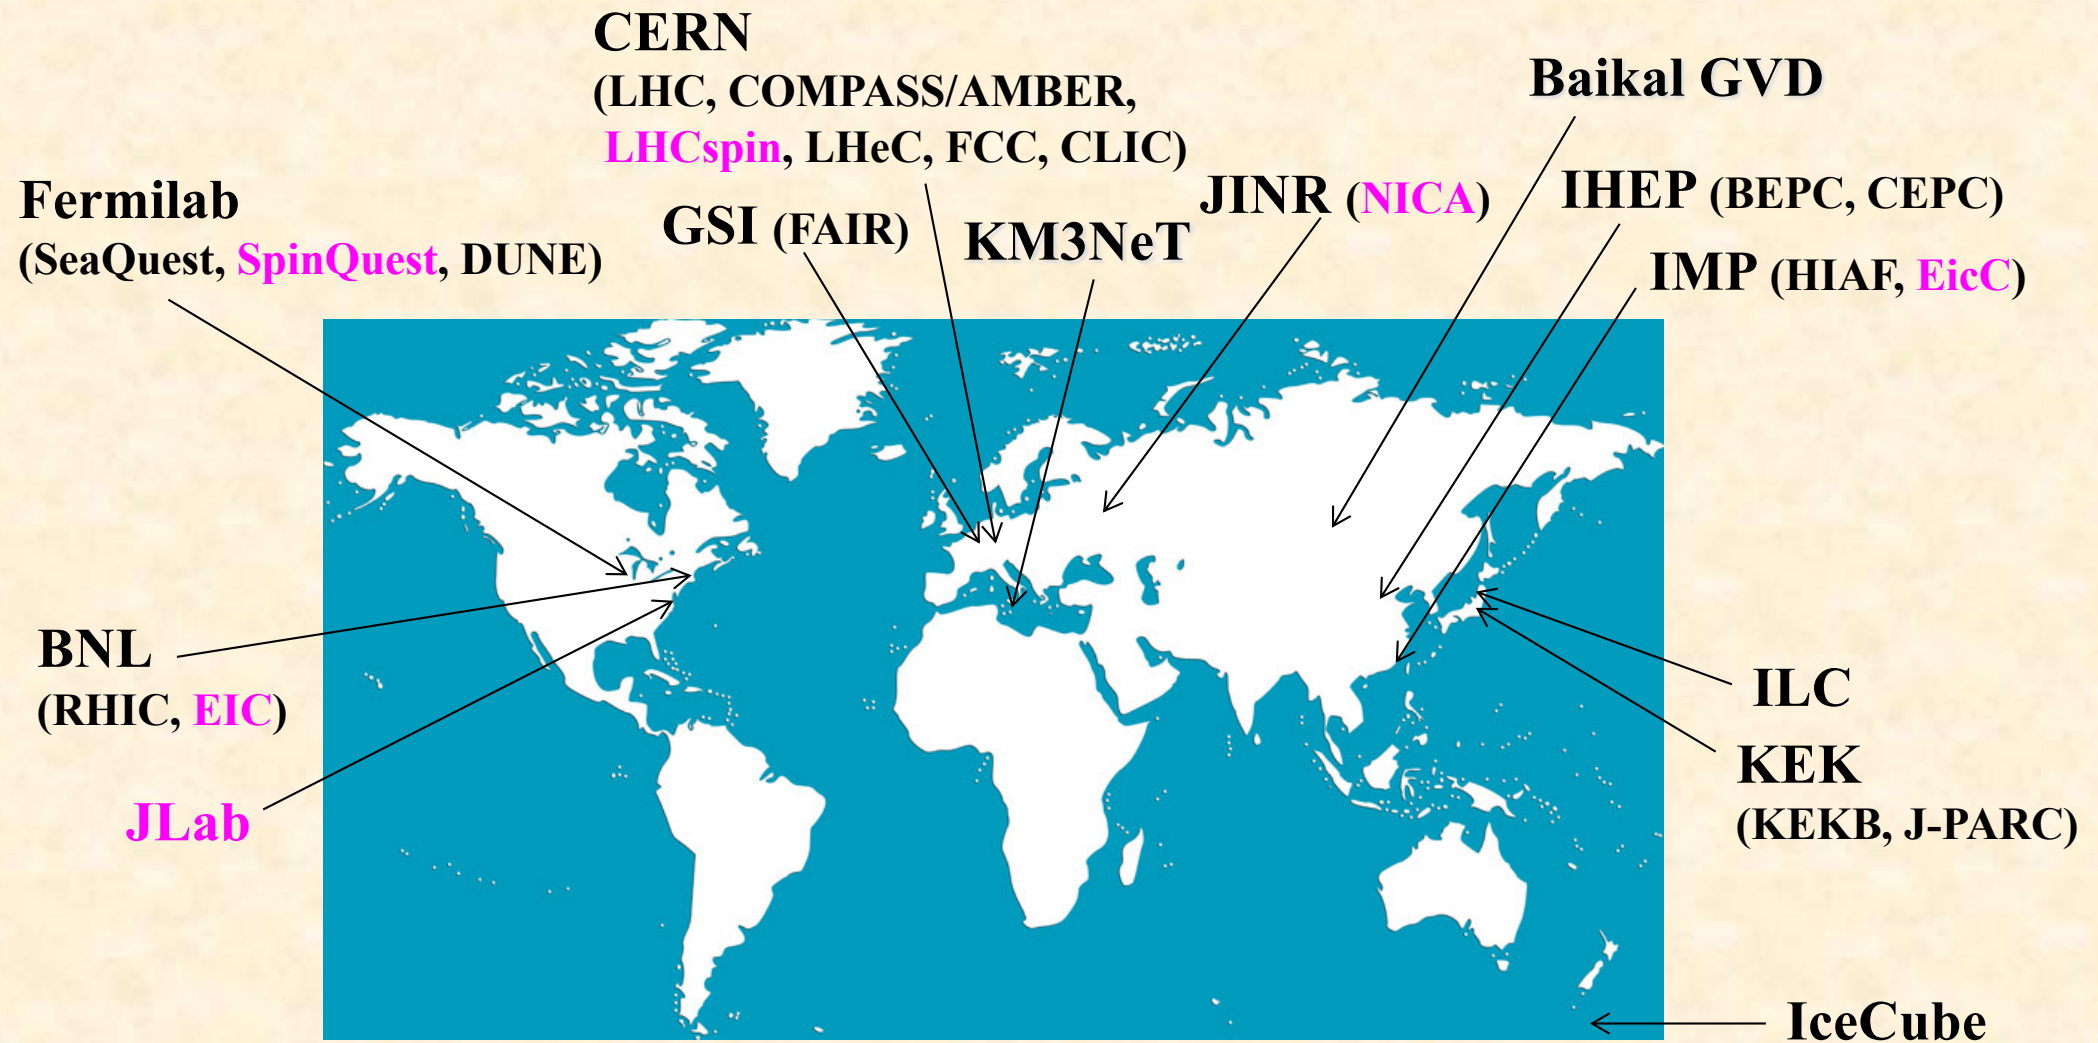 CERN
(LHC, COMPASS/AMBER,
LHCspin, LHeC, FCC, CLIC)
Baikal GVD
Fermilab
(SeaQuest, SpinQuest, DUNE)
GSI (FAIR)
KM3NeT
JINR (NICA)
IHEP (BEPC, CEPC)
IMP (HIAF, EicC)
BNL
(RHIC, EIC)
JLab
ILC
KEK
(KEKB, J-PARC)
IceCube